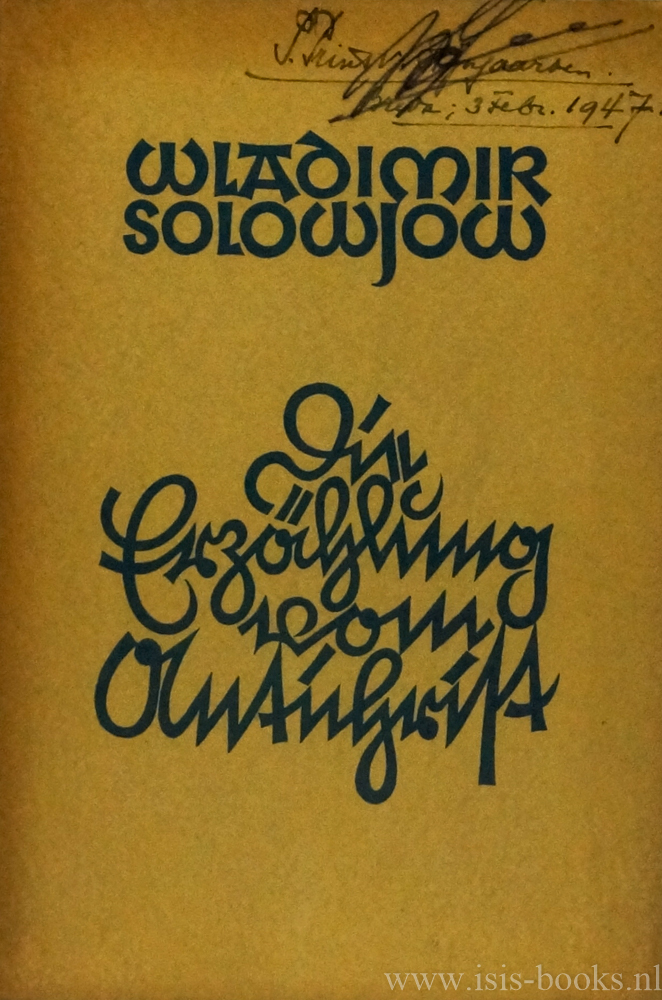 3 Febr. 1947.
WLADIMIR
SOLOWJOW
Die
Erzählung
vom
Antichrist
www.isis-books.nl